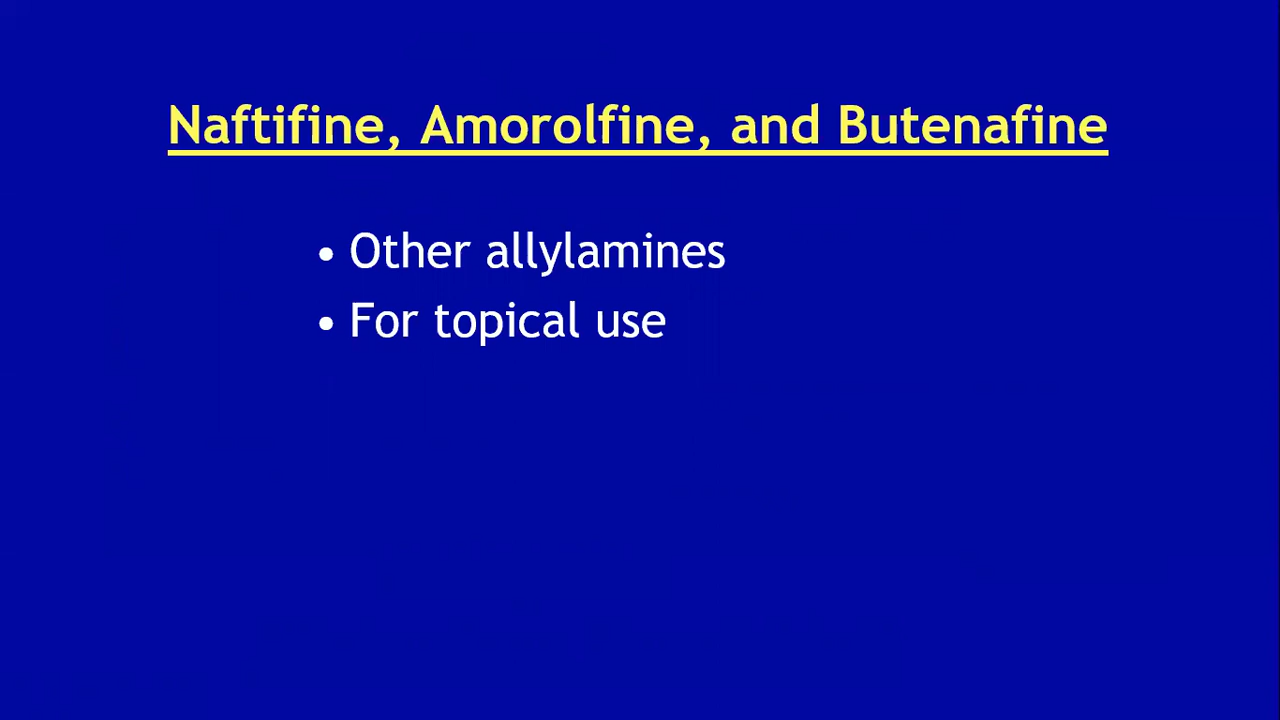 Naftifine, Amorolfine, and Butenafine
• Other allylamines
• For topical use